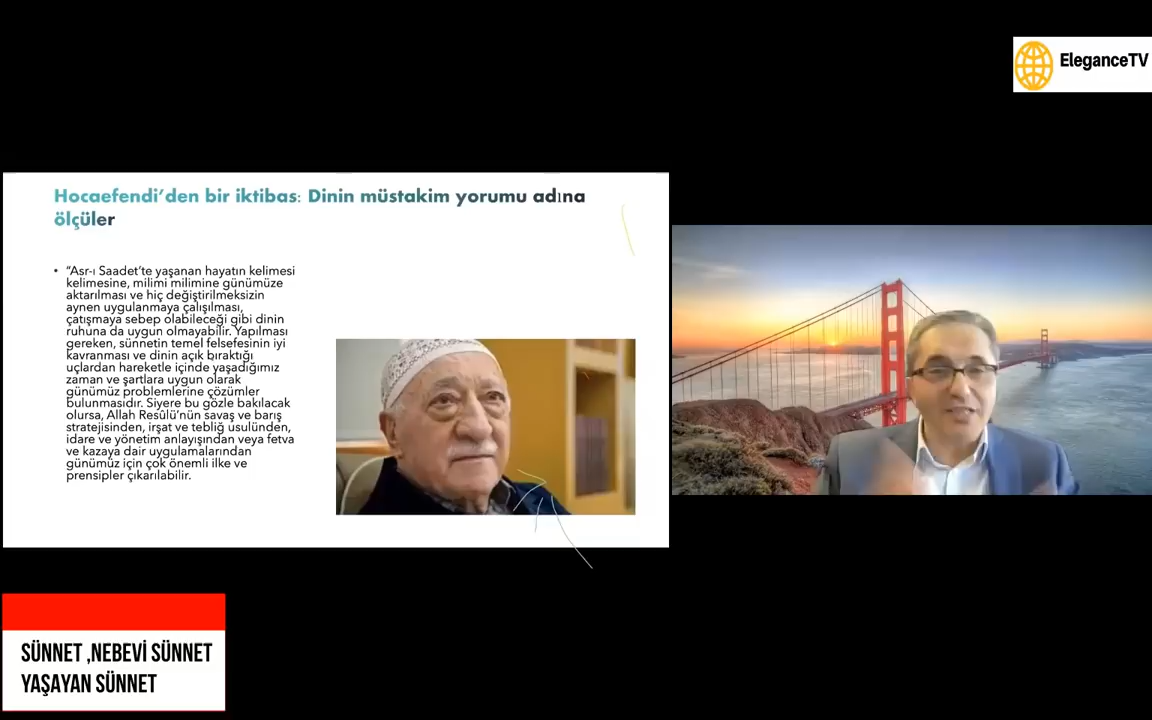 EleganceTV
Hocaefendi’den bir iktibas: Dinin müstakim yorumu adına
ölçüler
• “Asr-ı Saadet’te yaşanan hayatın kelimesi
kelimesine, milimi milimine günümüze
aktarılması ve hiç değiştirilmeksizin
aynen uygulanmaya çalışılması,
çatışmaya sebep olabileceği gibi dinin
ruhuna da uygun olmayabilir. Yapılması
gereken, sünnetin temel felsefesinin iyi
kavranması ve dinin açık bıraktığı
uçlardan hareketle içinde yaşadığımız
zaman ve şartlara uygun olarak
günümüz problemlerine çözümler
bulunmasıdır. Siyere bu gözle bakılacak
olursa, Allah Resûlü’nün savaş ve barış
stratejisinden, irşat ve tebliğ usulünden,
idare ve yönetim anlayışından veya fetva
ve kazaya dair uygulamalarından
günümüz için çok önemli ilke ve
prensipler çıkarılabilir.
SÜNNET ,NEBEVİ SÜNNET
YAŞAYAN SÜNNET